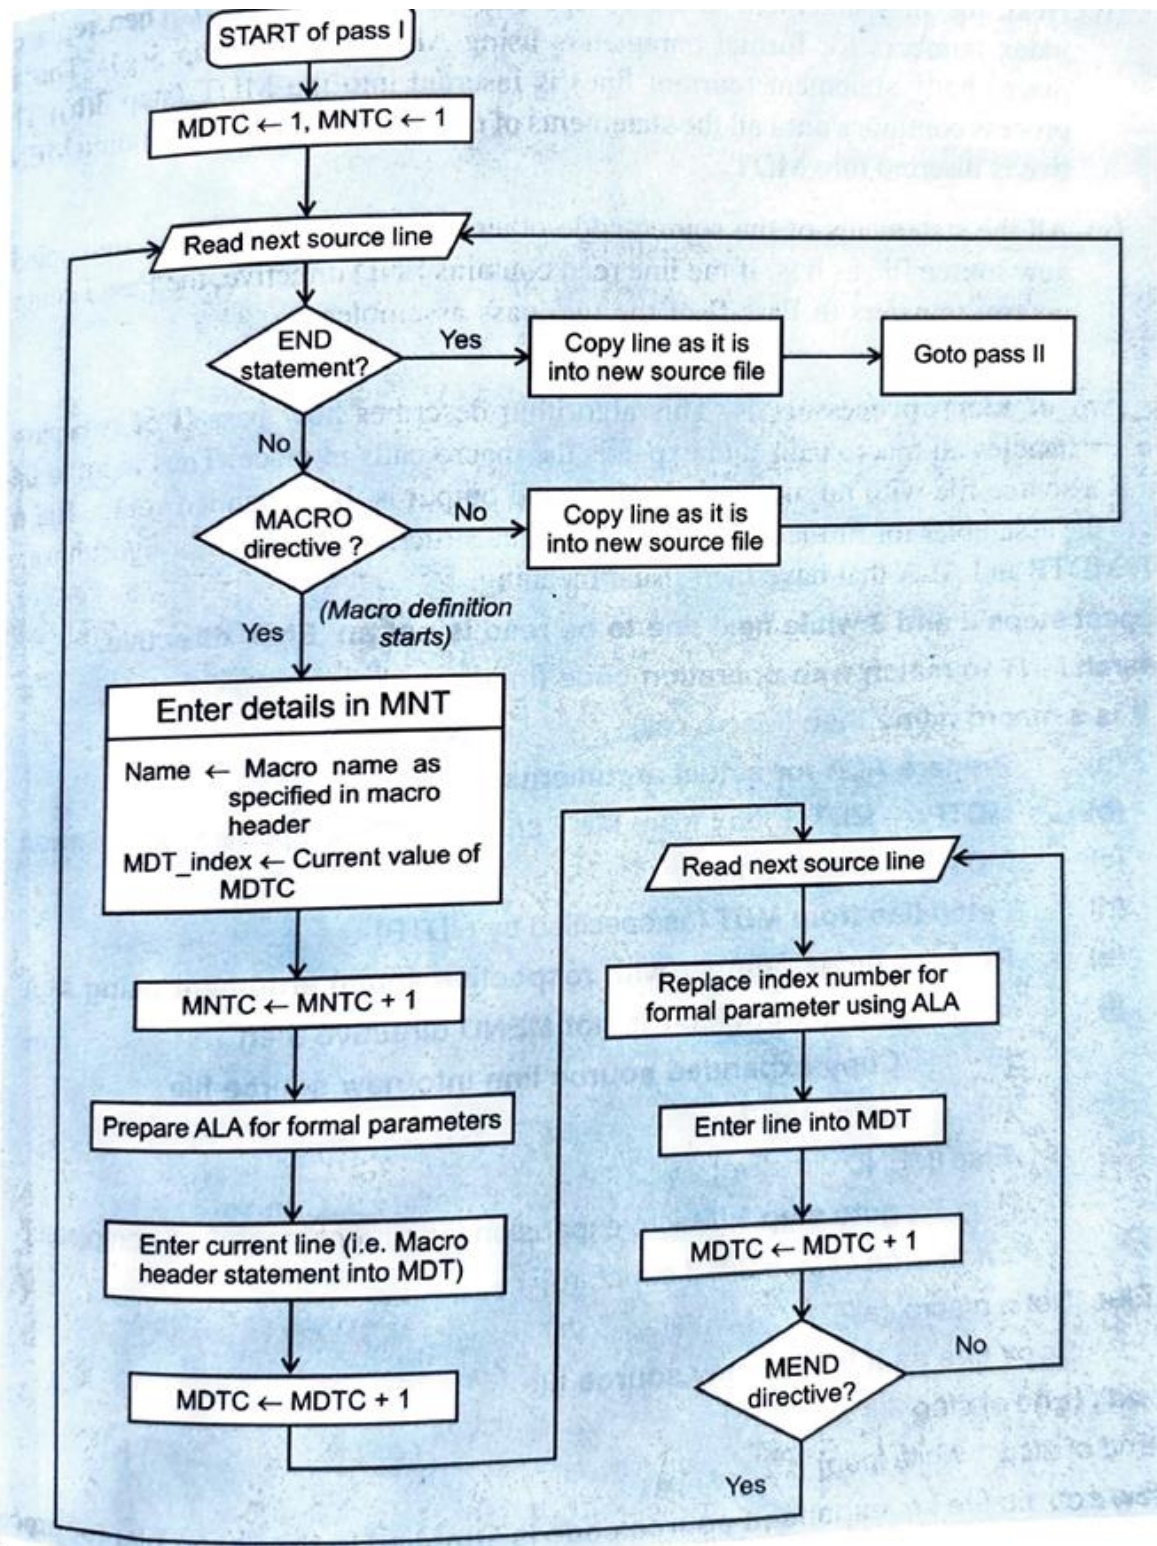 START of pass I
MDTC ← 1, MNTC ← 1
Read next source line
END
statement?
Yes
Copy line as it is
into new source file
Goto pass II
No
MACRO
directive ?
No
Copy line as it is
into new source file
Yes
(Macro definition
starts)
Enter details in MNT
Name ← Macro name as
specified in macro
header
MDT_index ← Current value of
MDTC
MNTC ← MNTC + 1
Prepare ALA for formal parameters
Enter current line (i.e. Macro
header statement into MDT)
MDTC ← MDTC + 1
Read next source line
Replace index number for
formal parameter using ALA
Enter line into MDT
MDTC ← MDTC + 1
MEND
directive?
No
Yes